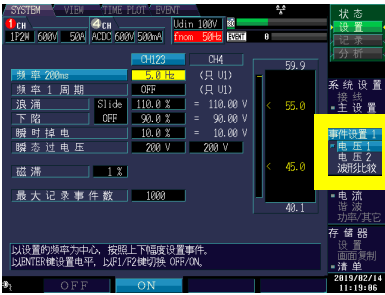 SYSTEM VIEW TIME PLOT EVENT
1CH 4CH Udin 100V
1P2W 600V 50A ACDC 600V 500mA fnom 50Hz EVENT 0
CH123 CH4
频率 200ms 5.0 Hz (只 U1)
频率 1 周期 OFF (只 U1)
浪涌 Slide 110.0 % = 110.00 V
下陷 OFF 90.0 % = 90.00 V
瞬时掉电 10.0 % = 10.00 V
瞬态过电压 200 V 200 V
磁滞 1 %
最大记录事件数 1000
59.9
< 55.0
< 45.0
40.1
以设置的频率为中心，按照上下幅度设置事件。
以ENTER键设置电平，以F1/F2键切换 OFF/ON。
OFF ON
状态
设置
记录
分析
系统设置
接线
主设置
事件设置 1
电压1
电压2
波形比较
电流
谐波
功率/其它
存储器
设置
画面复制
清单
2019/02/14
11:19:06